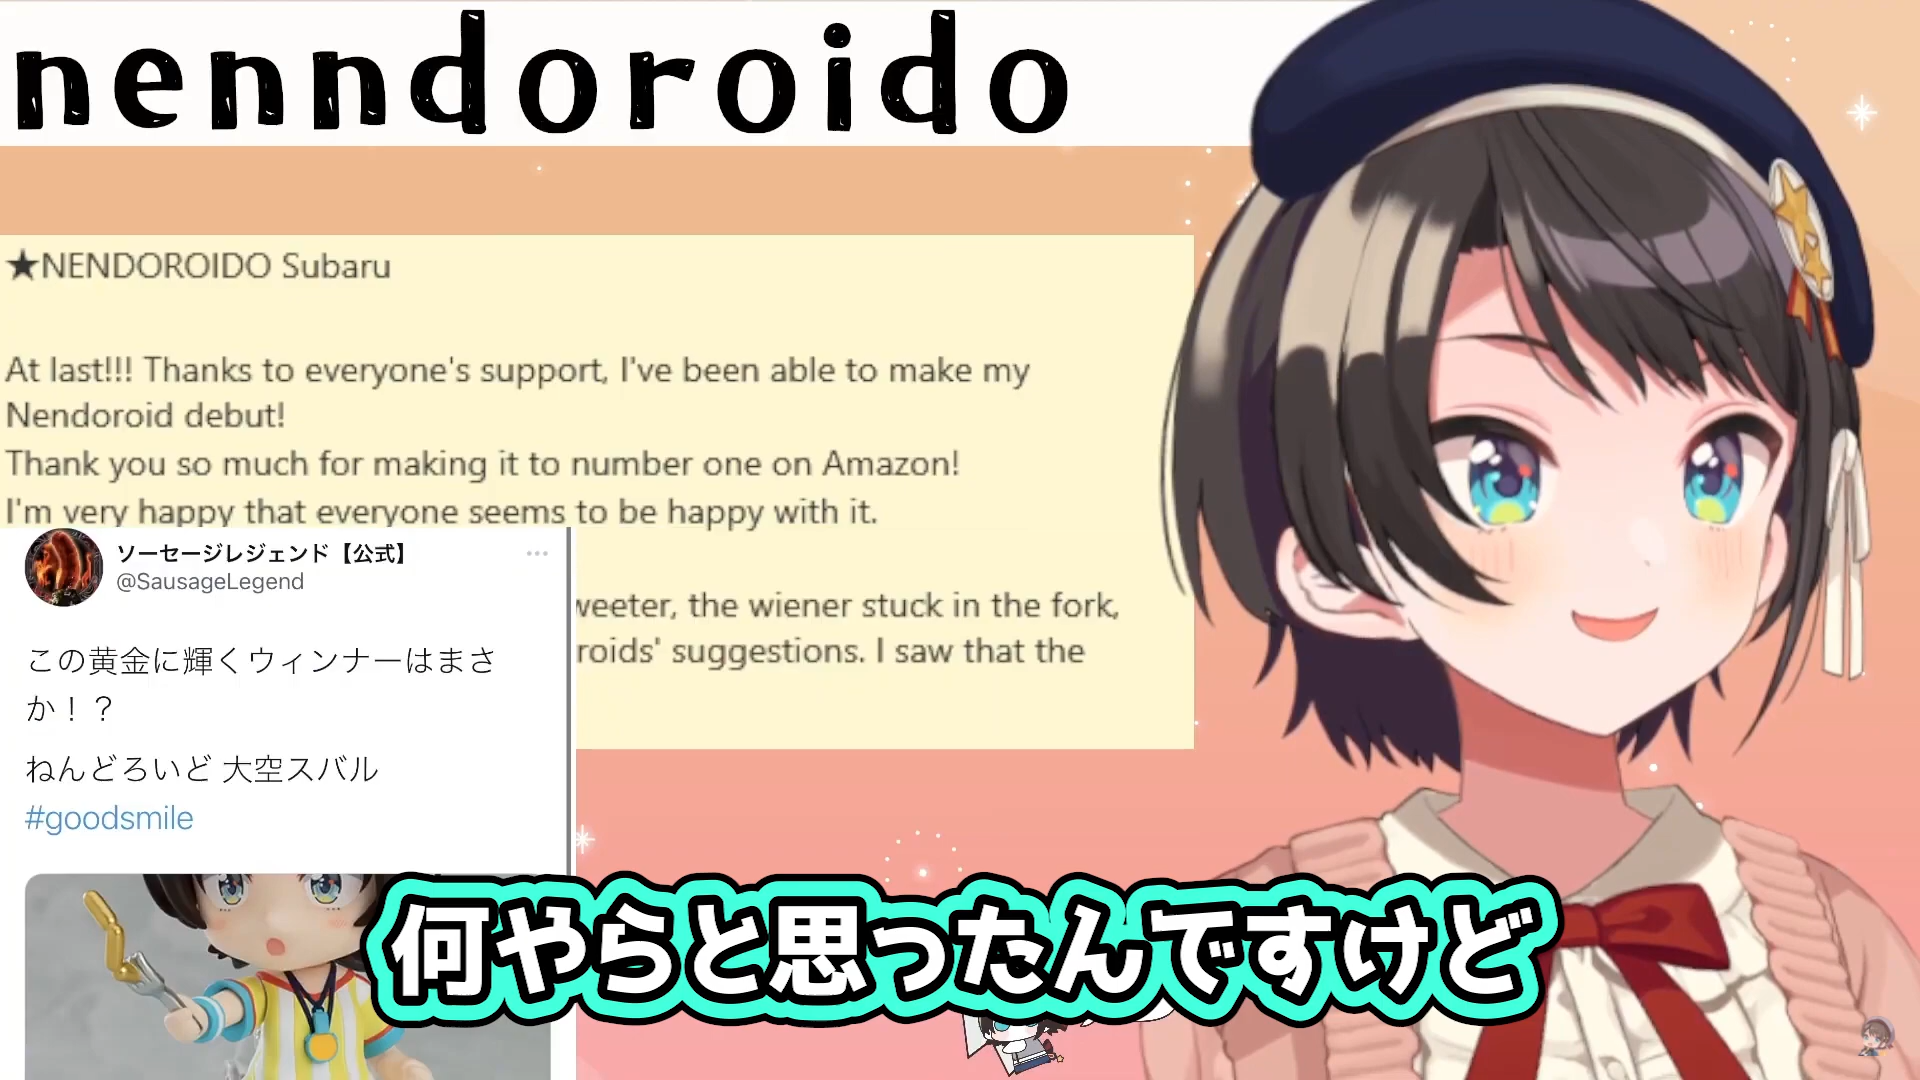 nenndoroido
★NENDOROIDO Subaru
At last!!! Thanks to everyone's support, I've been able to make my
Nendoroid debut!
Thank you so much for making it to number one on Amazon!
I'm very happy that everyone seems to be happy with it.
the wiener stuck in the fork,
suggestions. I saw that the
ソーセージレジェンド【公式】
@SausageLegend
この黄金に輝くウィンナーはまさ
か！？
ねんどろいど 大空スバル
#goodsmile
何やらと思ったんですけど